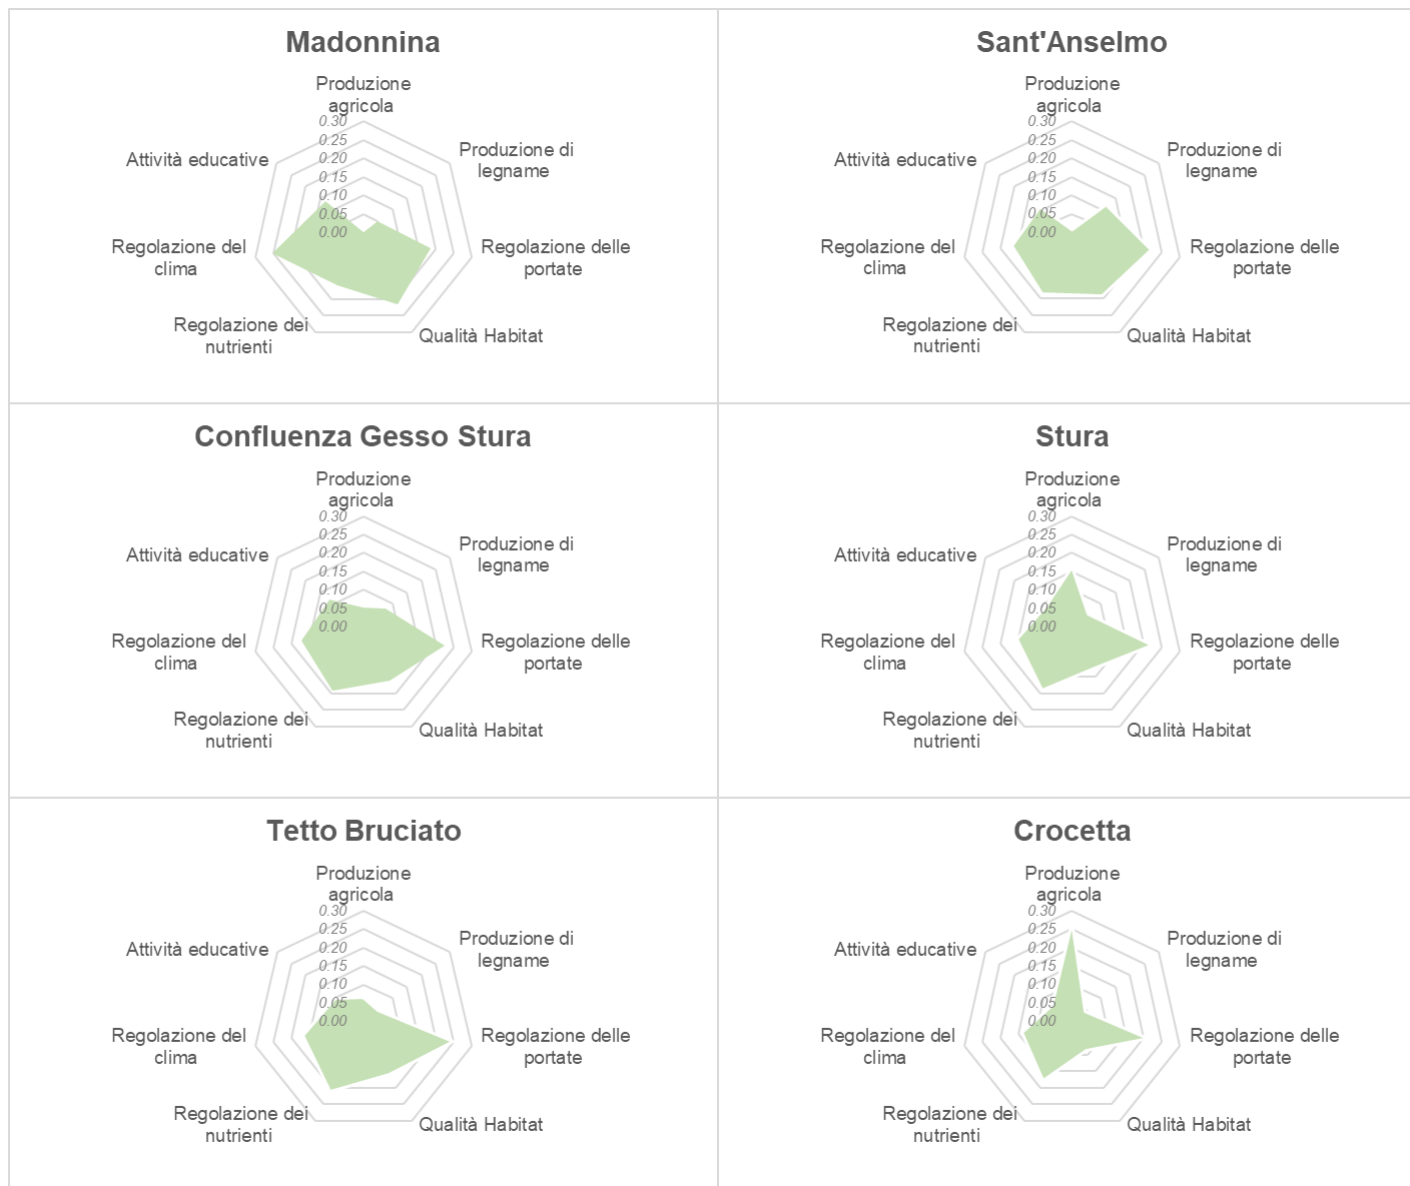 Madonnina
Produzione
agricola
0.30
0.25
0.20
0.15
0.10
0.05
0.00
Produzione di
legname
Regolazione delle
portate
Qualità Habitat
Regolazione dei
nutrienti
Regolazione del
clima
Attività educative
Sant'Anselmo
Produzione
agricola
0.30
0.25
0.20
0.15
0.10
0.05
0.00
Produzione di
legname
Regolazione delle
portate
Qualità Habitat
Regolazione dei
nutrienti
Regolazione del
clima
Attività educative
Confluenza Gesso Stura
Produzione
agricola
0.30
0.25
0.20
0.15
0.10
0.05
0.00
Produzione di
legname
Regolazione delle
portate
Qualità Habitat
Regolazione dei
nutrienti
Regolazione del
clima
Attività educative
Stura
Produzione
agricola
0.30
0.25
0.20
0.15
0.10
0.05
0.00
Produzione di
legname
Regolazione delle
portate
Qualità Habitat
Regolazione dei
nutrienti
Regolazione del
clima
Attività educative
Tetto Bruciato
Produzione
agricola
0.30
0.25
0.20
0.15
0.10
0.05
0.00
Produzione di
legname
Regolazione delle
portate
Qualità Habitat
Regolazione dei
nutrienti
Regolazione del
clima
Attività educative
Crocetta
Produzione
agricola
0.30
0.25
0.20
0.15
0.10
0.05
0.00
Produzione di
legname
Regolazione delle
portate
Qualità Habitat
Regolazione dei
nutrienti
Regolazione del
clima
Attività educative